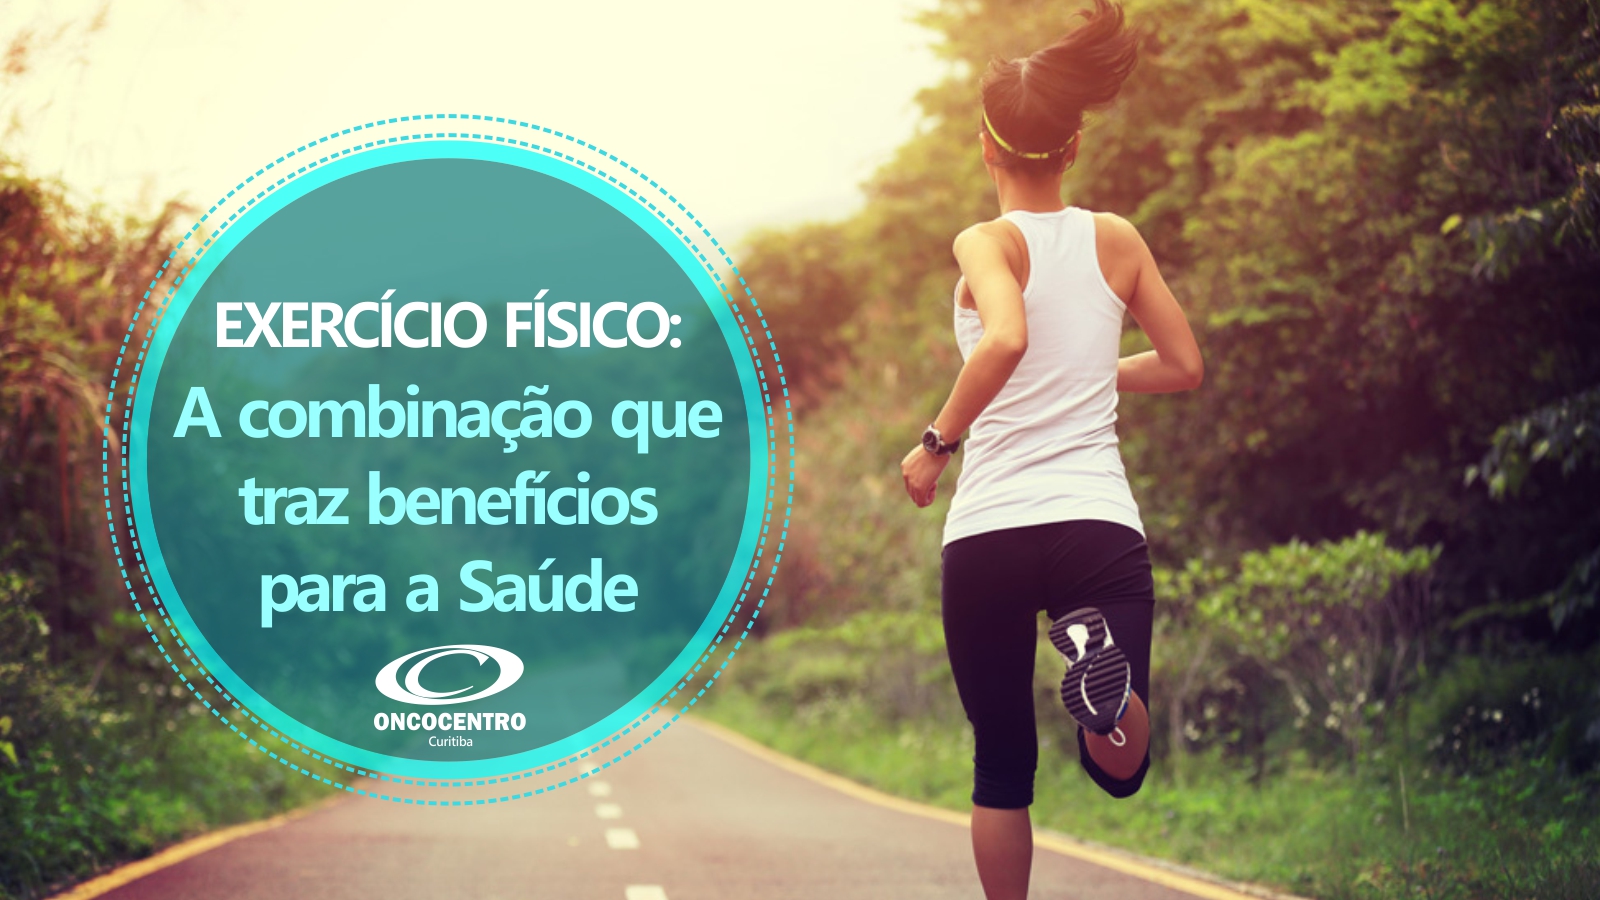 EXERCÍCIO FÍSICO:
A combinação que
traz benefícios
para a Saúde
ONCOCENTRO
Curitiba